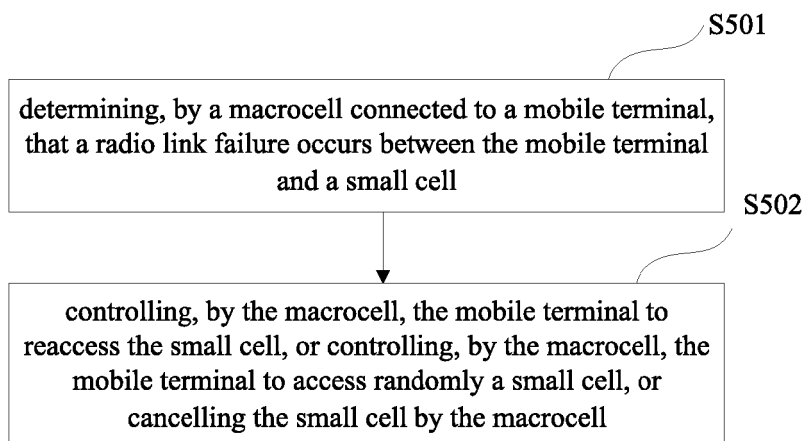 S501
determining, by a macrocell connected to a mobile terminal,
that a radio link failure occurs between the mobile terminal
and a small cell
S502
controlling, by the macrocell, the mobile terminal to
reaccess the small cell, or controlling, by the macrocell, the
mobile terminal to access randomly a small cell, or
cancelling the small cell by the macrocell